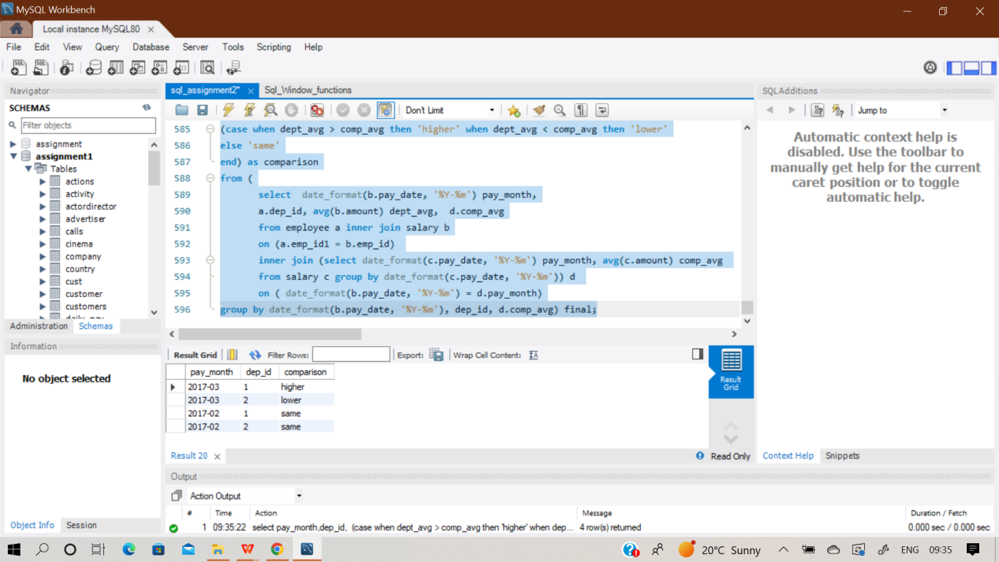 MySQL Workbench
Local instance MySQL80
File Edit View Query Database Server Tools Scripting Help
Navigator
SCHEMAS
Filter objects
assignment
assignment1
Tables
actions
activity
actordirector
advertiser
calls
cinema
company
country
cust
customer
customers
Administration Schemas
Information
No object selected
Object Info Session
sql_assignment2* Sql_Window_functions
Don't Limit
585 (case when dept_avg > comp_avg then 'higher' when dept_avg < comp_avg then 'lower'
586 else 'same'
587 end) as comparison
588 from (
589 select date_format(b.pay_date, '%Y-%m') pay_month,
590 a.dep_id, avg(b.amount) dept_avg, d.comp_avg
591 from employee a inner join salary b
592 on (a.emp_id1 = b.emp_id)
593 inner join (select date_format(c.pay_date, '%Y-%m') pay_month, avg(c.amount) comp_avg
594 from salary c group by date_format(c.pay_date, '%Y-%m')) d
595 on ( date_format(b.pay_date, '%Y-%m') = d.pay_month)
596 group by date_format(b.pay_date, '%Y-%m'), dep_id, d.comp_avg) final;
Result Grid Filter Rows: Export: Wrap Cell Content:
pay_month dep_id comparison
2017-03 1 higher
2017-03 2 lower
2017-02 1 same
2017-02 2 same
Result Grid
Result 20
Read Only
SQLAdditions
Jump to
Automatic context help is
disabled. Use the toolbar to
manually get help for the current
caret position or to toggle
automatic help.
Context Help Snippets
Output
Action Output
# Time Action Message Duration / Fetch
1 09:35:22 select pay_month,dep_id, (case when dept_avg > comp_avg then 'higher' when dep... 4 row(s) returned 0.000 sec / 0.000 sec
20°C Sunny
ENG 09:35